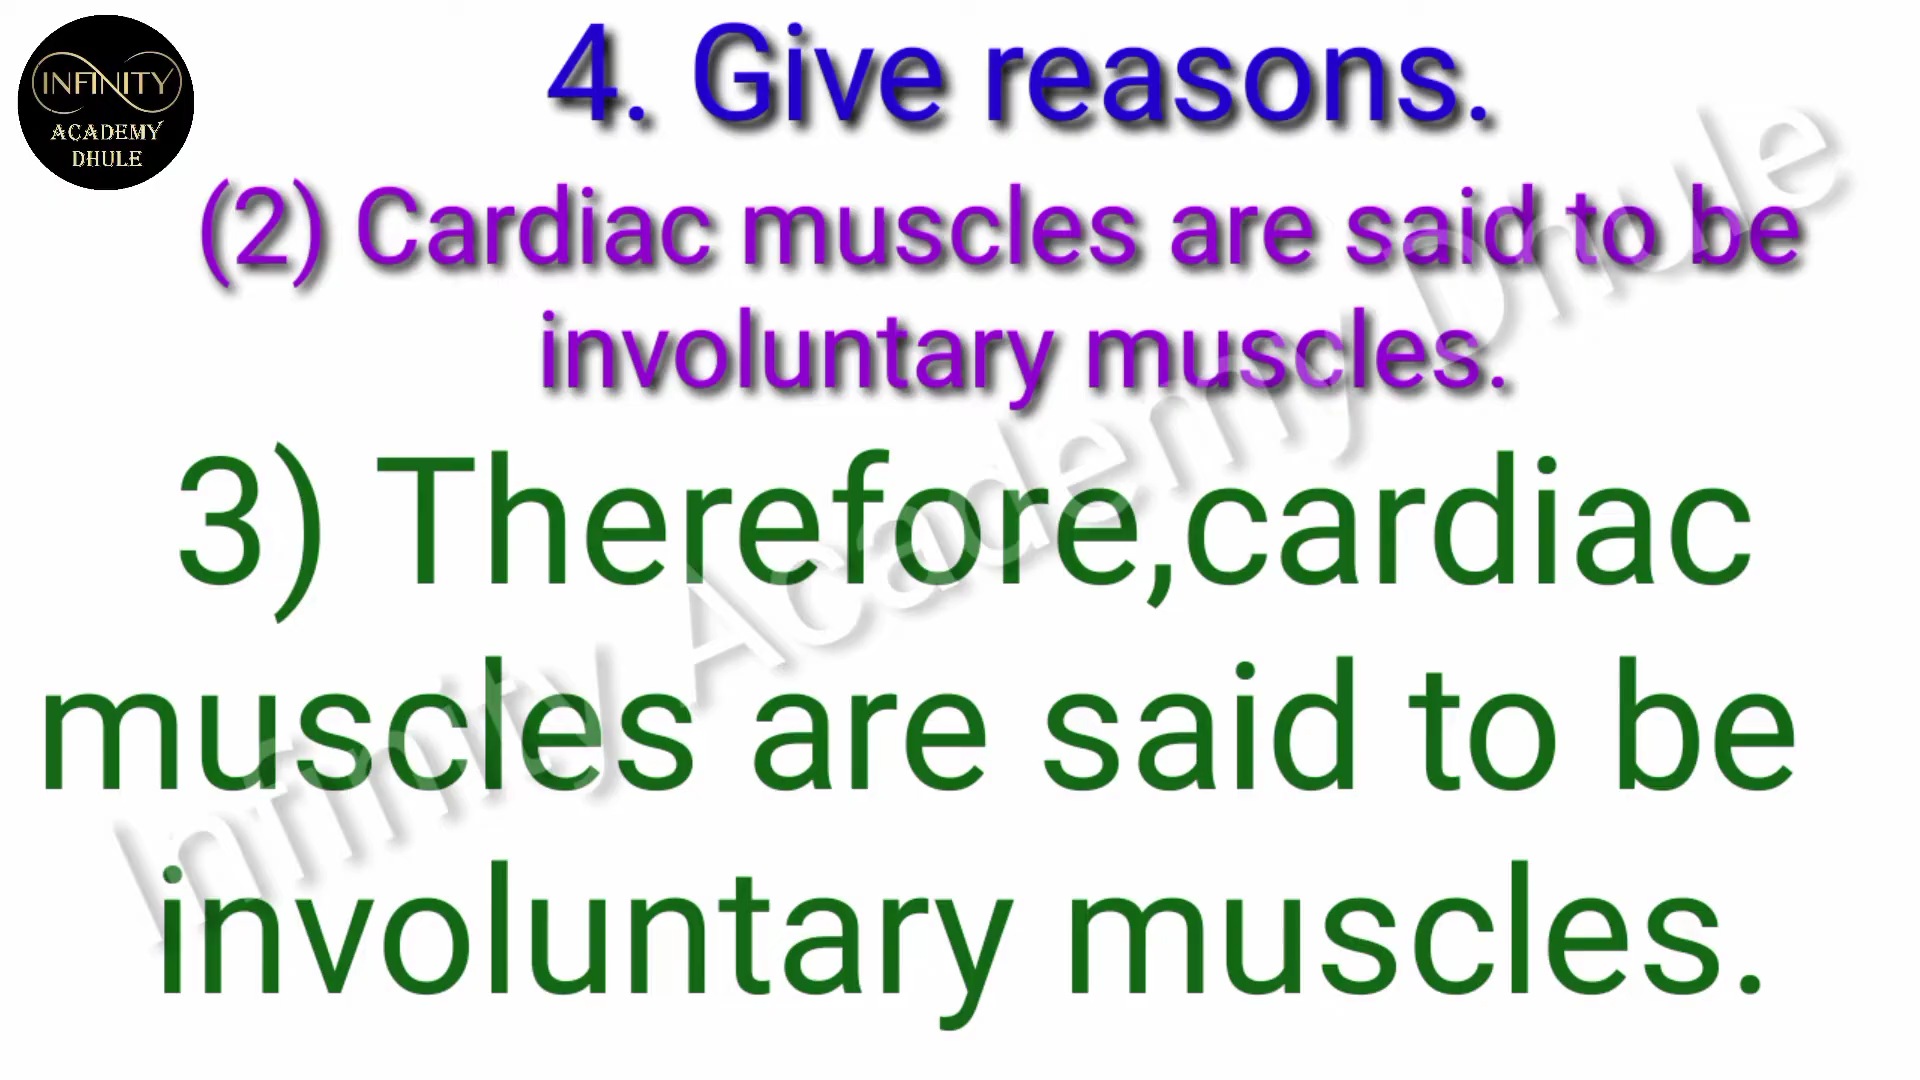 INFINITY
ACADEMY
DHULE
4. Give reasons.
(2) Cardiac muscles are said to be
involuntary muscles.
3) Therefore,cardiac
muscles are said to be
involuntary muscles.
Infinity Academy Dhule